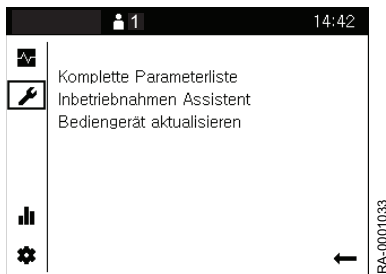 1 14:42
Komplette Parameterliste
Inbetriebnahmen Assistent
Bediengerät aktualisieren
RA-0001033